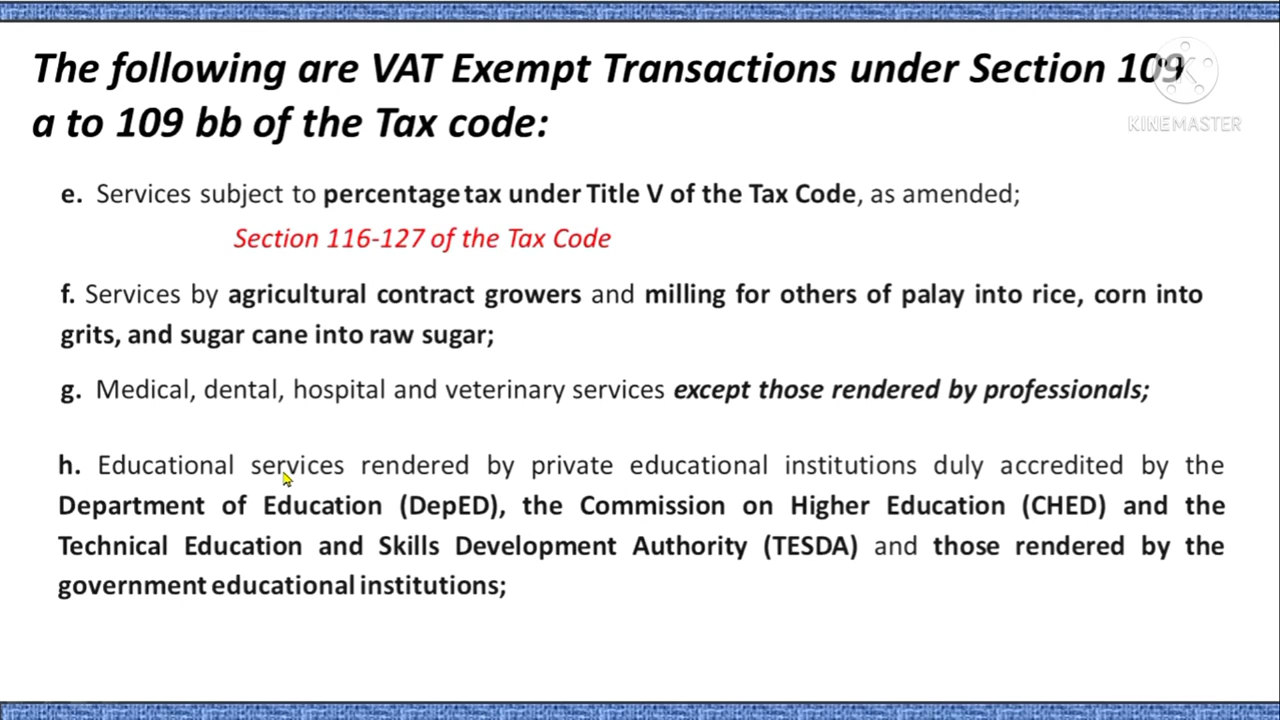 The following are VAT Exempt Transactions under Section 109
a to 109 bb of the Tax code:
KINEMASTER
e. Services subject to percentage tax under Title V of the Tax Code, as amended;
Section 116-127 of the Tax Code
f. Services by agricultural contract growers and milling for others of palay into rice, corn into
grits, and sugar cane into raw sugar;
g. Medical, dental, hospital and veterinary services except those rendered by professionals;
h. Educational services rendered by private educational institutions duly accredited by the
Department of Education (DepED), the Commission on Higher Education (CHED) and the
Technical Education and Skills Development Authority (TESDA) and those rendered by the
government educational institutions;